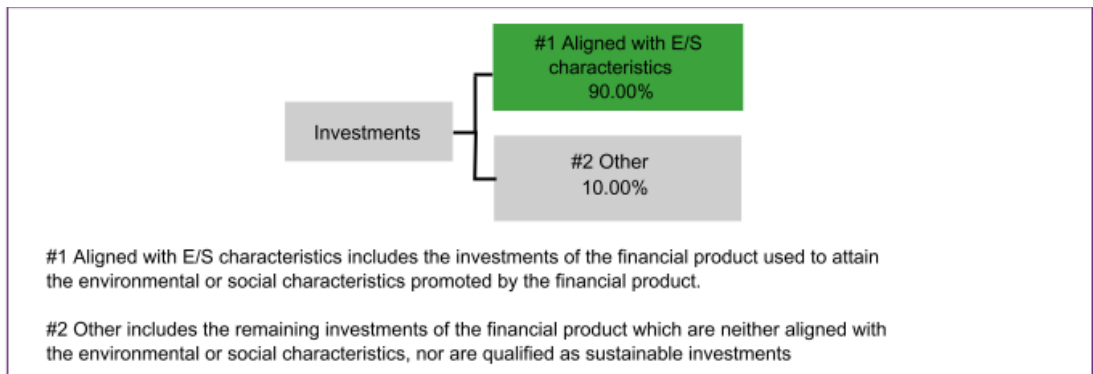 #1 Aligned with E/S
characteristics
90.00%
Investments
#2 Other
10.00%
#1 Aligned with E/S characteristics includes the investments of the financial product used to attain
the environmental or social characteristics promoted by the financial product.
#2 Other includes the remaining investments of the financial product which are neither aligned with
the environmental or social characteristics, nor are qualified as sustainable investments